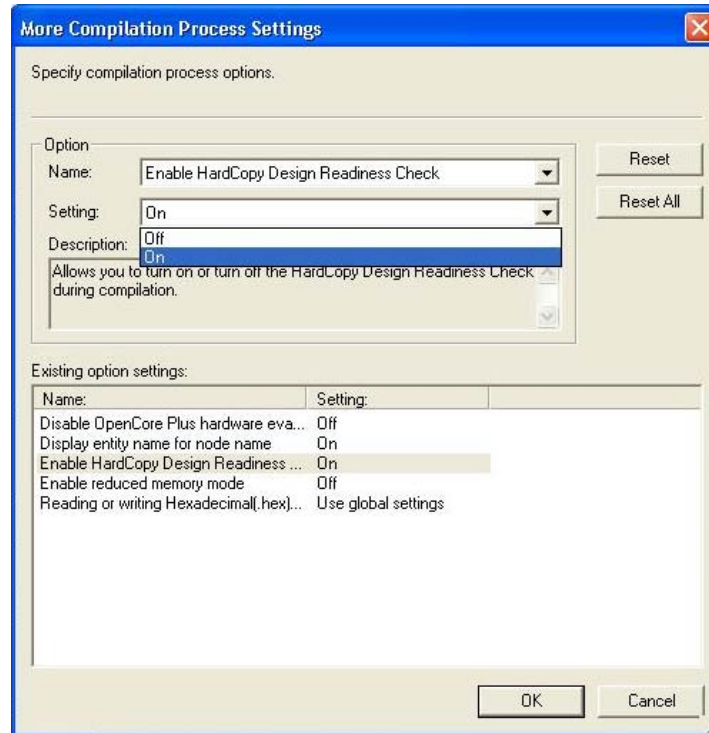 More Compilation Process Settings
Specify compilation process options.
Option
Name: Enable HardCopy Design Readiness Check
Reset
Setting: On
Reset All
Off
Description:
On
Allows you to turn on or turn off the HardCopy Design Readiness Check
during compilation.
Existing option settings:
Name: Setting:
Disable OpenCore Plus hardware eva... Off
Display entity name for node name On
Enable HardCopy Design Readiness ... On
Enable reduced memory mode Off
Reading or writing Hexadecimal(.hex)... Use global settings
OK Cancel